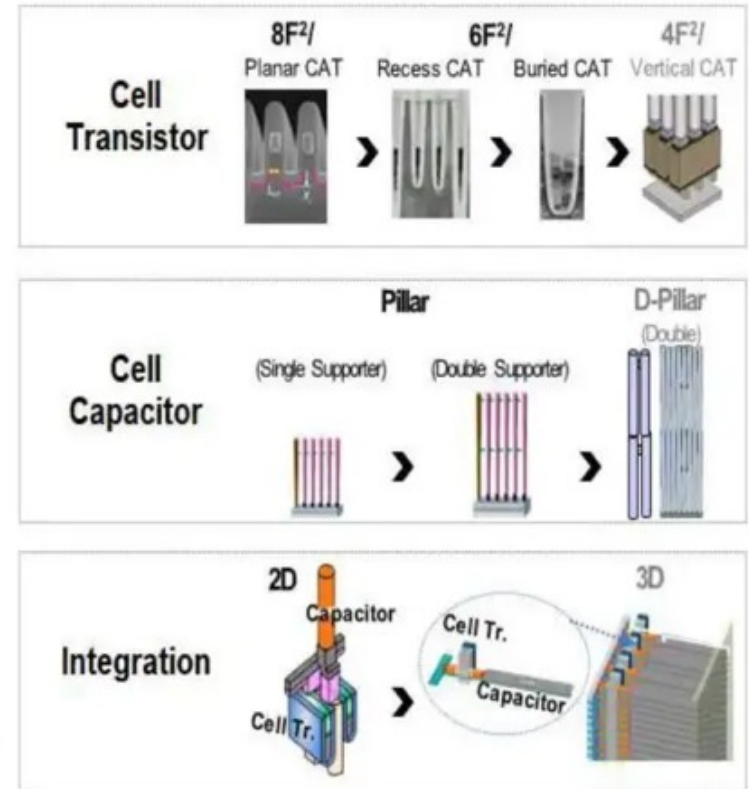 8F²/ 6F²/ 4F²/
Planar CAT Recess CAT Buried CAT Vertical CAT
Cell
Transistor
Pillar D-Pillar
(Double)
Cell
Capacitor
(Single Supporter) (Double Supporter)
2D 3D
Capacitor
Cell Tr.
Integration
Capacitor
Cell Tr.